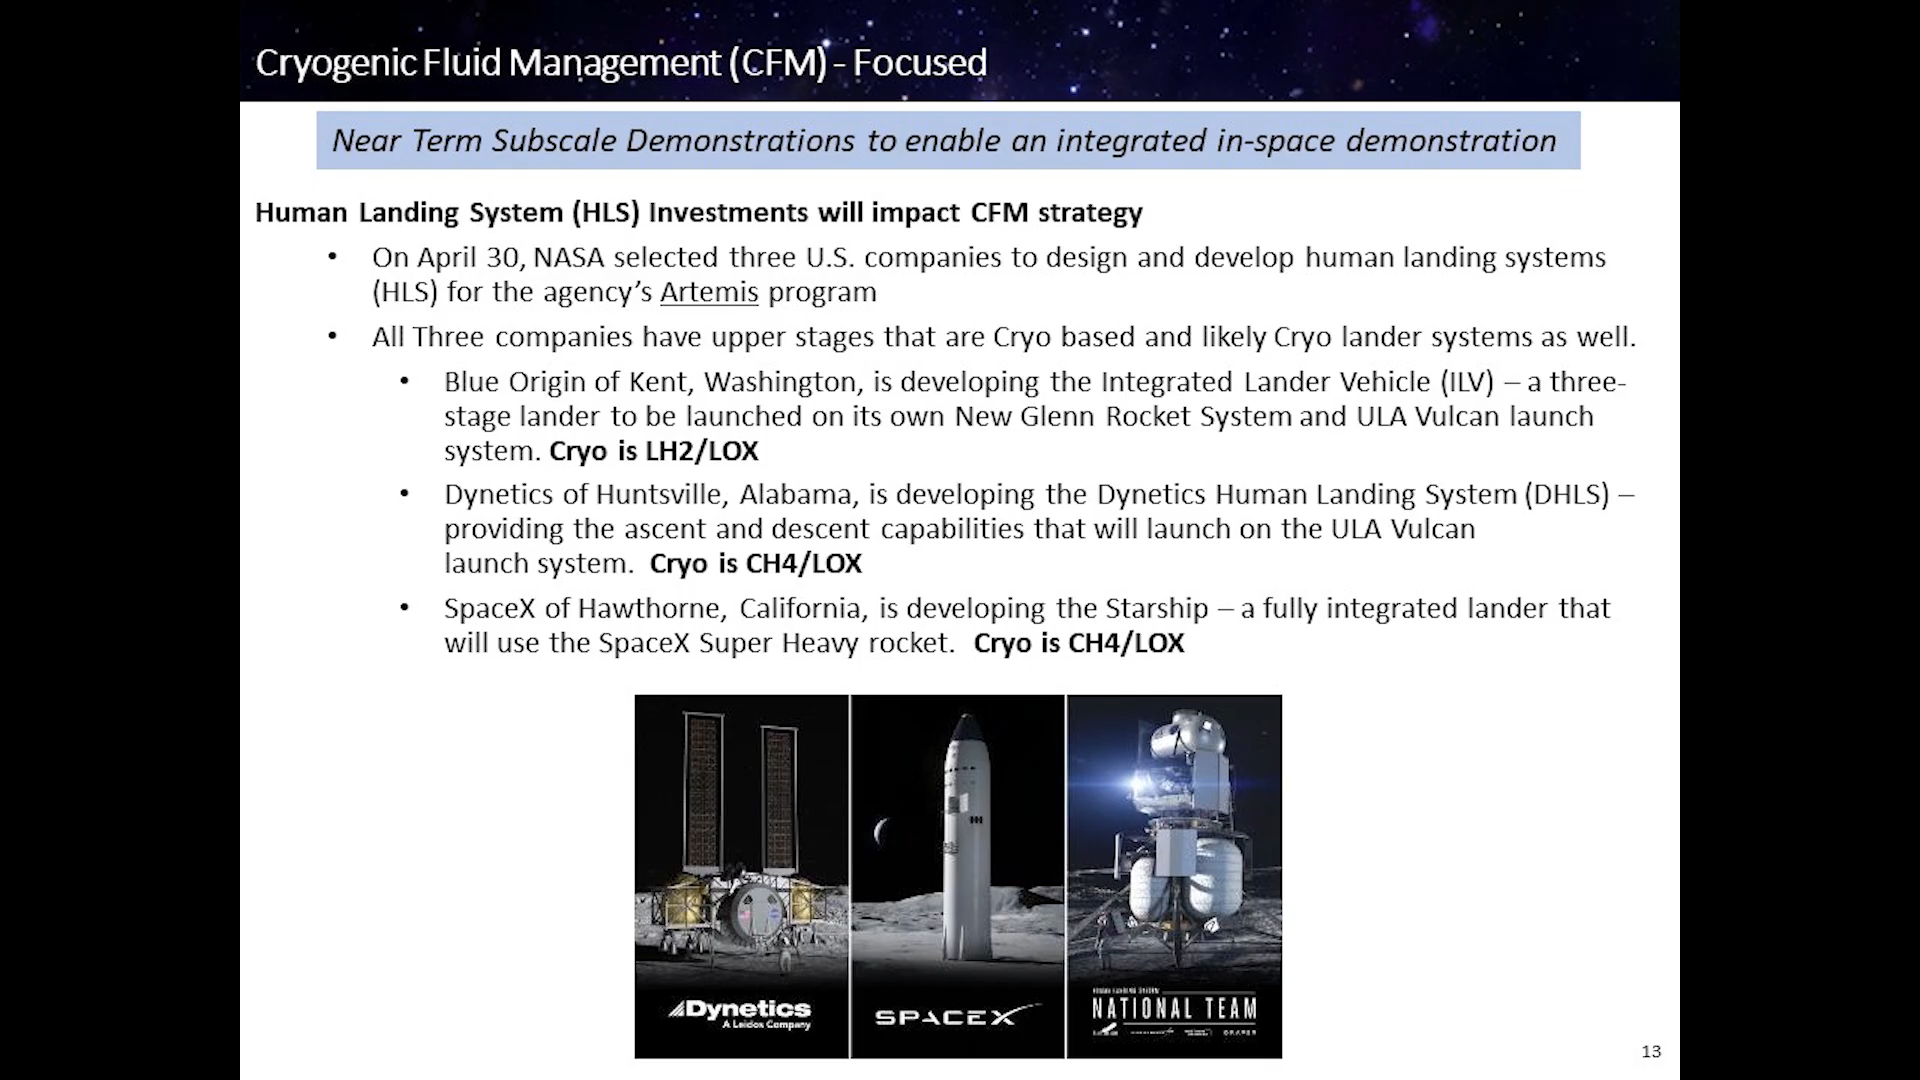 Cryogenic Fluid Management (CFM) - Focused
Near Term Subscale Demonstrations to enable an integrated in-space demonstration
Human Landing System (HLS) Investments will impact CFM strategy
• On April 30, NASA selected three U.S. companies to design and develop human landing systems
(HLS) for the agency’s Artemis program
• All Three companies have upper stages that are Cryo based and likely Cryo lander systems as well.
• Blue Origin of Kent, Washington, is developing the Integrated Lander Vehicle (ILV) – a three-
stage lander to be launched on its own New Glenn Rocket System and ULA Vulcan launch
system. Cryo is LH2/LOX
• Dynetics of Huntsville, Alabama, is developing the Dynetics Human Landing System (DHLS) –
providing the ascent and descent capabilities that will launch on the ULA Vulcan
launch system. Cryo is CH4/LOX
• SpaceX of Hawthorne, California, is developing the Starship – a fully integrated lander that
will use the SpaceX Super Heavy rocket. Cryo is CH4/LOX
Dynetics
A Leidos Company
SPACEX
HUMAN LANDING SYSTEM
NATIONAL TEAM
DRAPER
13